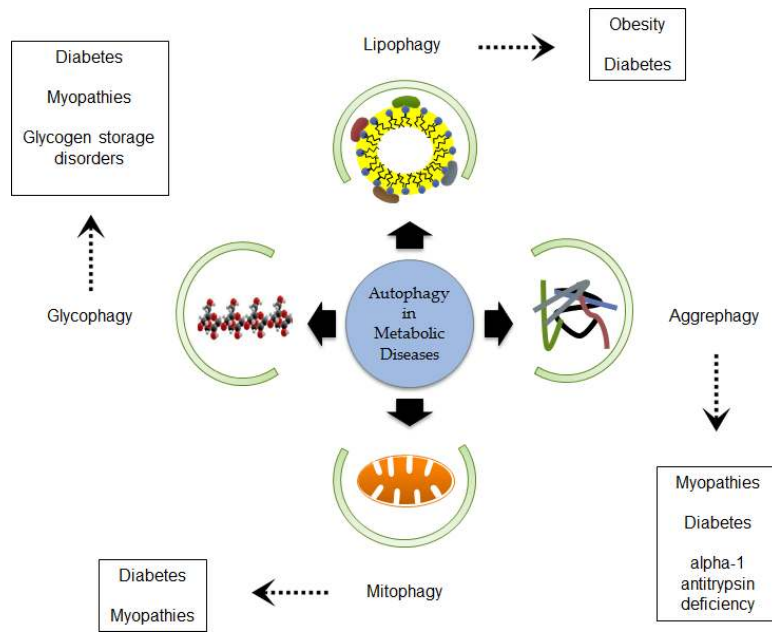 Lipophagy
Obesity
Diabetes
Diabetes
Myopathies
Glycogen storage
disorders
Glycophagy
Autophagy
in
Metabolic
Diseases
Aggrephagy
Myopathies
Diabetes
alpha-1
antitrypsin
deficiency
Mitophagy
Diabetes
Myopathies